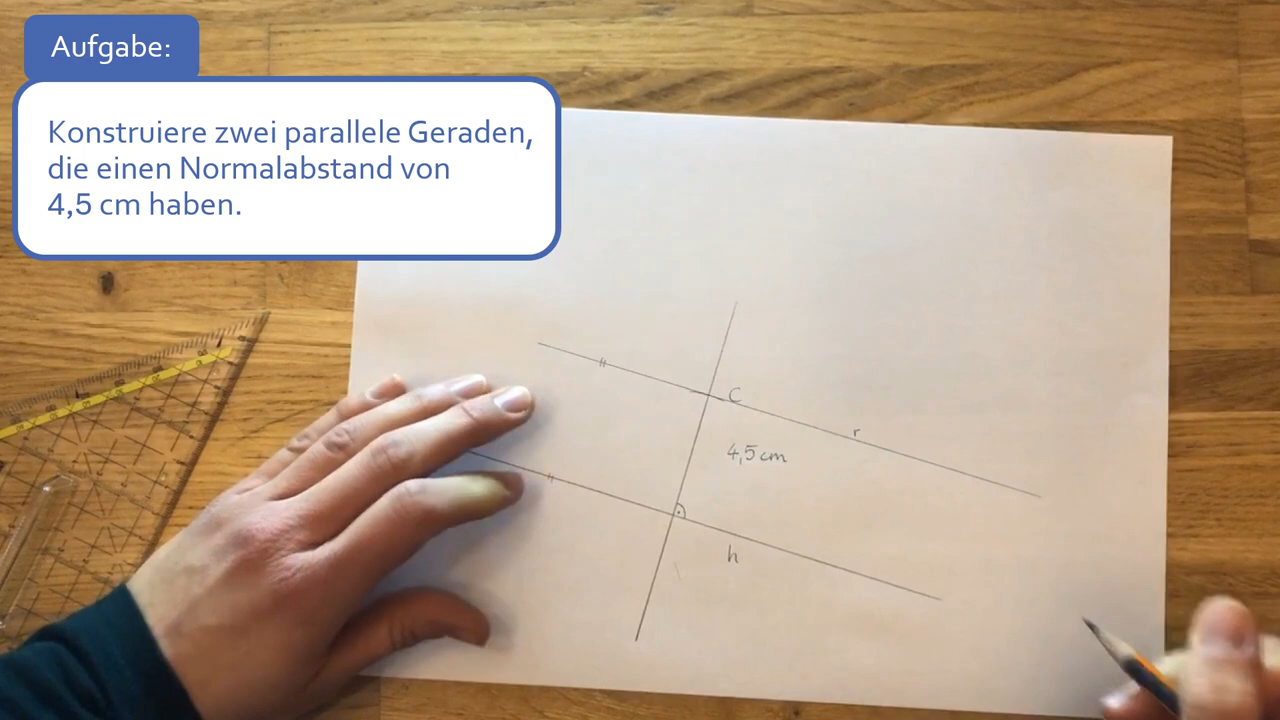 Aufgabe:
Konstruiere zwei parallele Geraden,
die einen Normalabstand von
4,5 cm haben.
C
r
4,5 cm
h